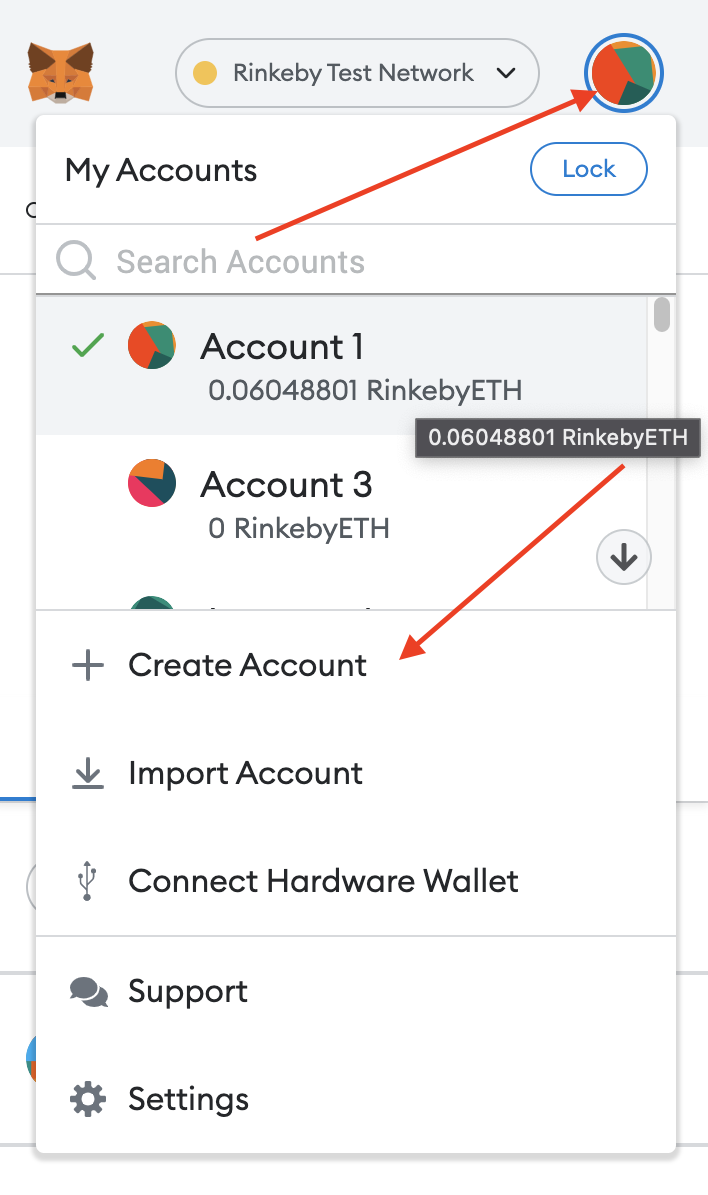 Rinkeby Test Network
My Accounts
Lock
Search Accounts
Account 1
0.06048801 RinkebyETH
0.06048801 RinkebyETH
Account 3
0 RinkebyETH
Create Account
Import Account
Connect Hardware Wallet
Support
Settings